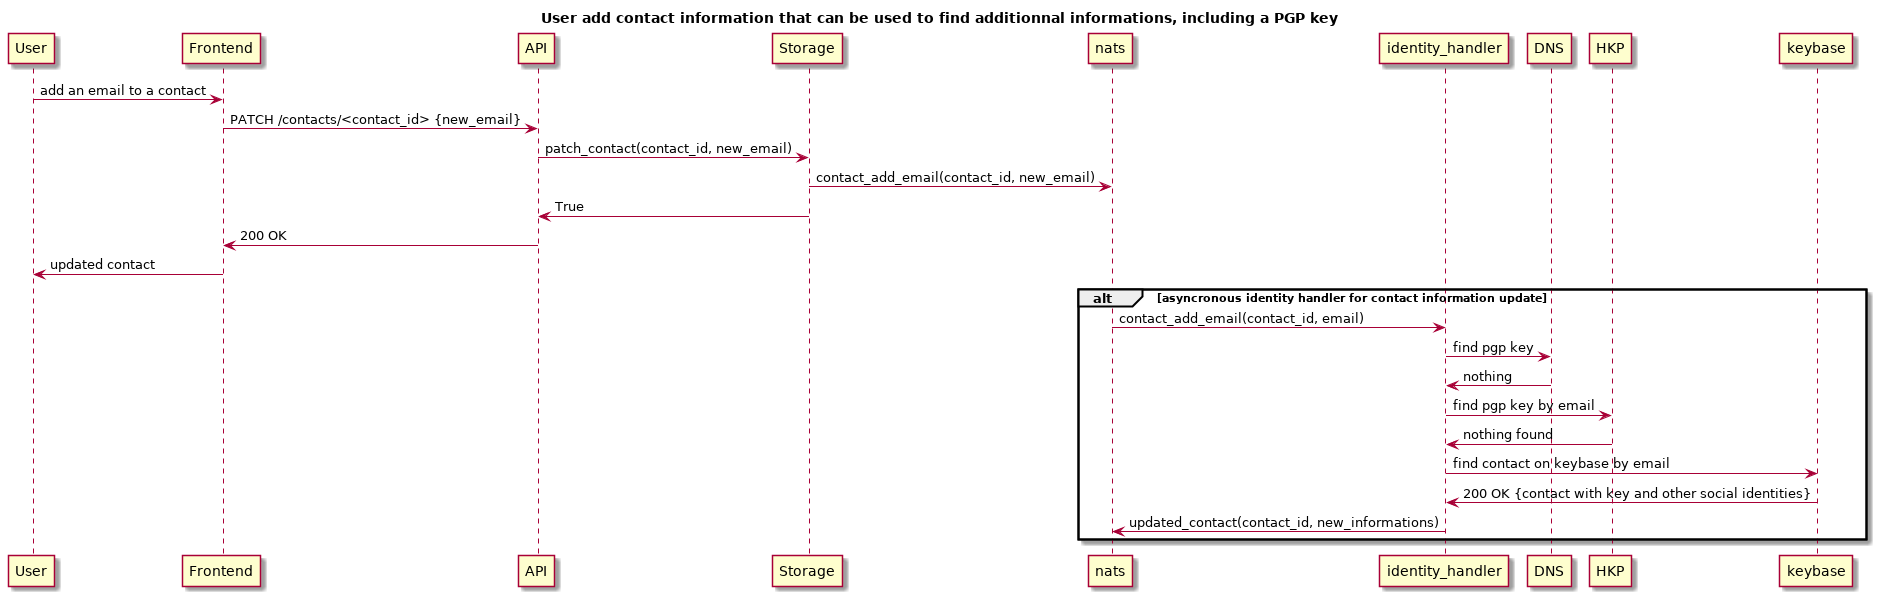 User add contact information that can be used to find additionnal informations, including a PGP key
User Frontend API Storage nats identity_handler DNS HKP keybase
add an email to a contact
PATCH /contacts/<contact_id> {new_email}
patch_contact(contact_id, new_email)
contact_add_email(contact_id, new_email)
True
200 OK
updated contact
alt [asyncronous identity handler for contact information update]
contact_add_email(contact_id, email)
find pgp key
nothing
find pgp key by email
nothing found
find contact on keybase by email
200 OK {contact with key and other social identities}
updated_contact(contact_id, new_informations)
User Frontend API Storage nats identity_handler DNS HKP keybase